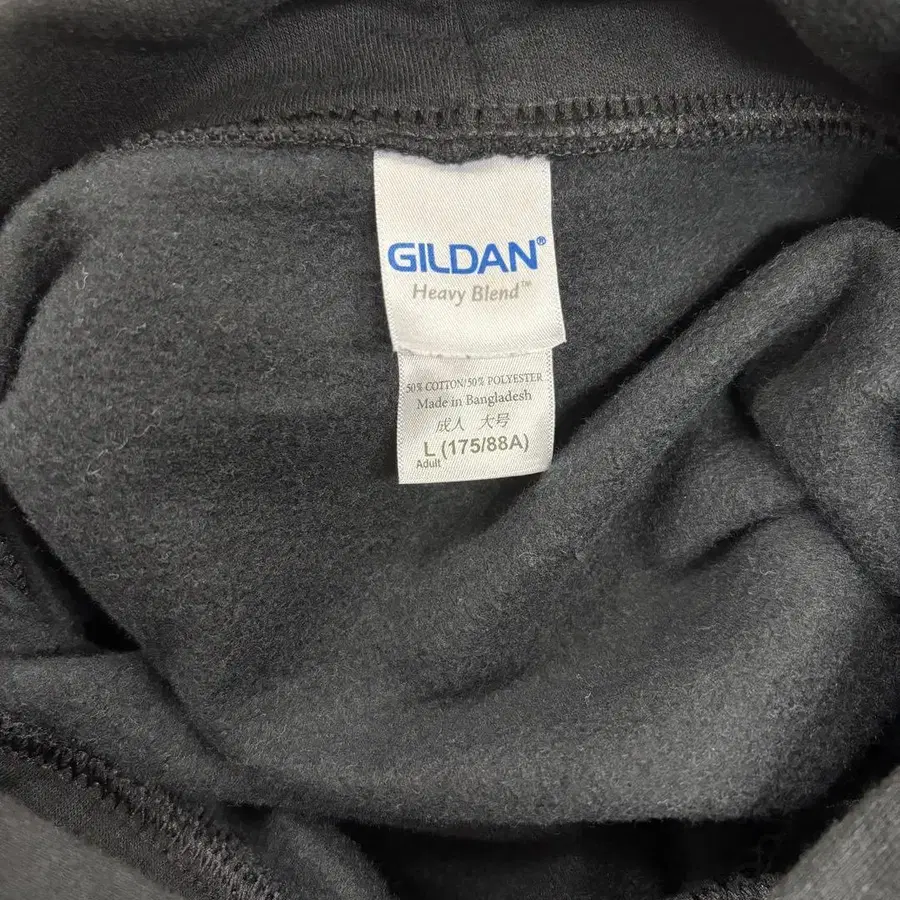 GILDAN®
Heavy Blend™
50% COTTON/50% POLYESTER
Made in Bangladesh
成人 大号
L (175/88A)
Adult